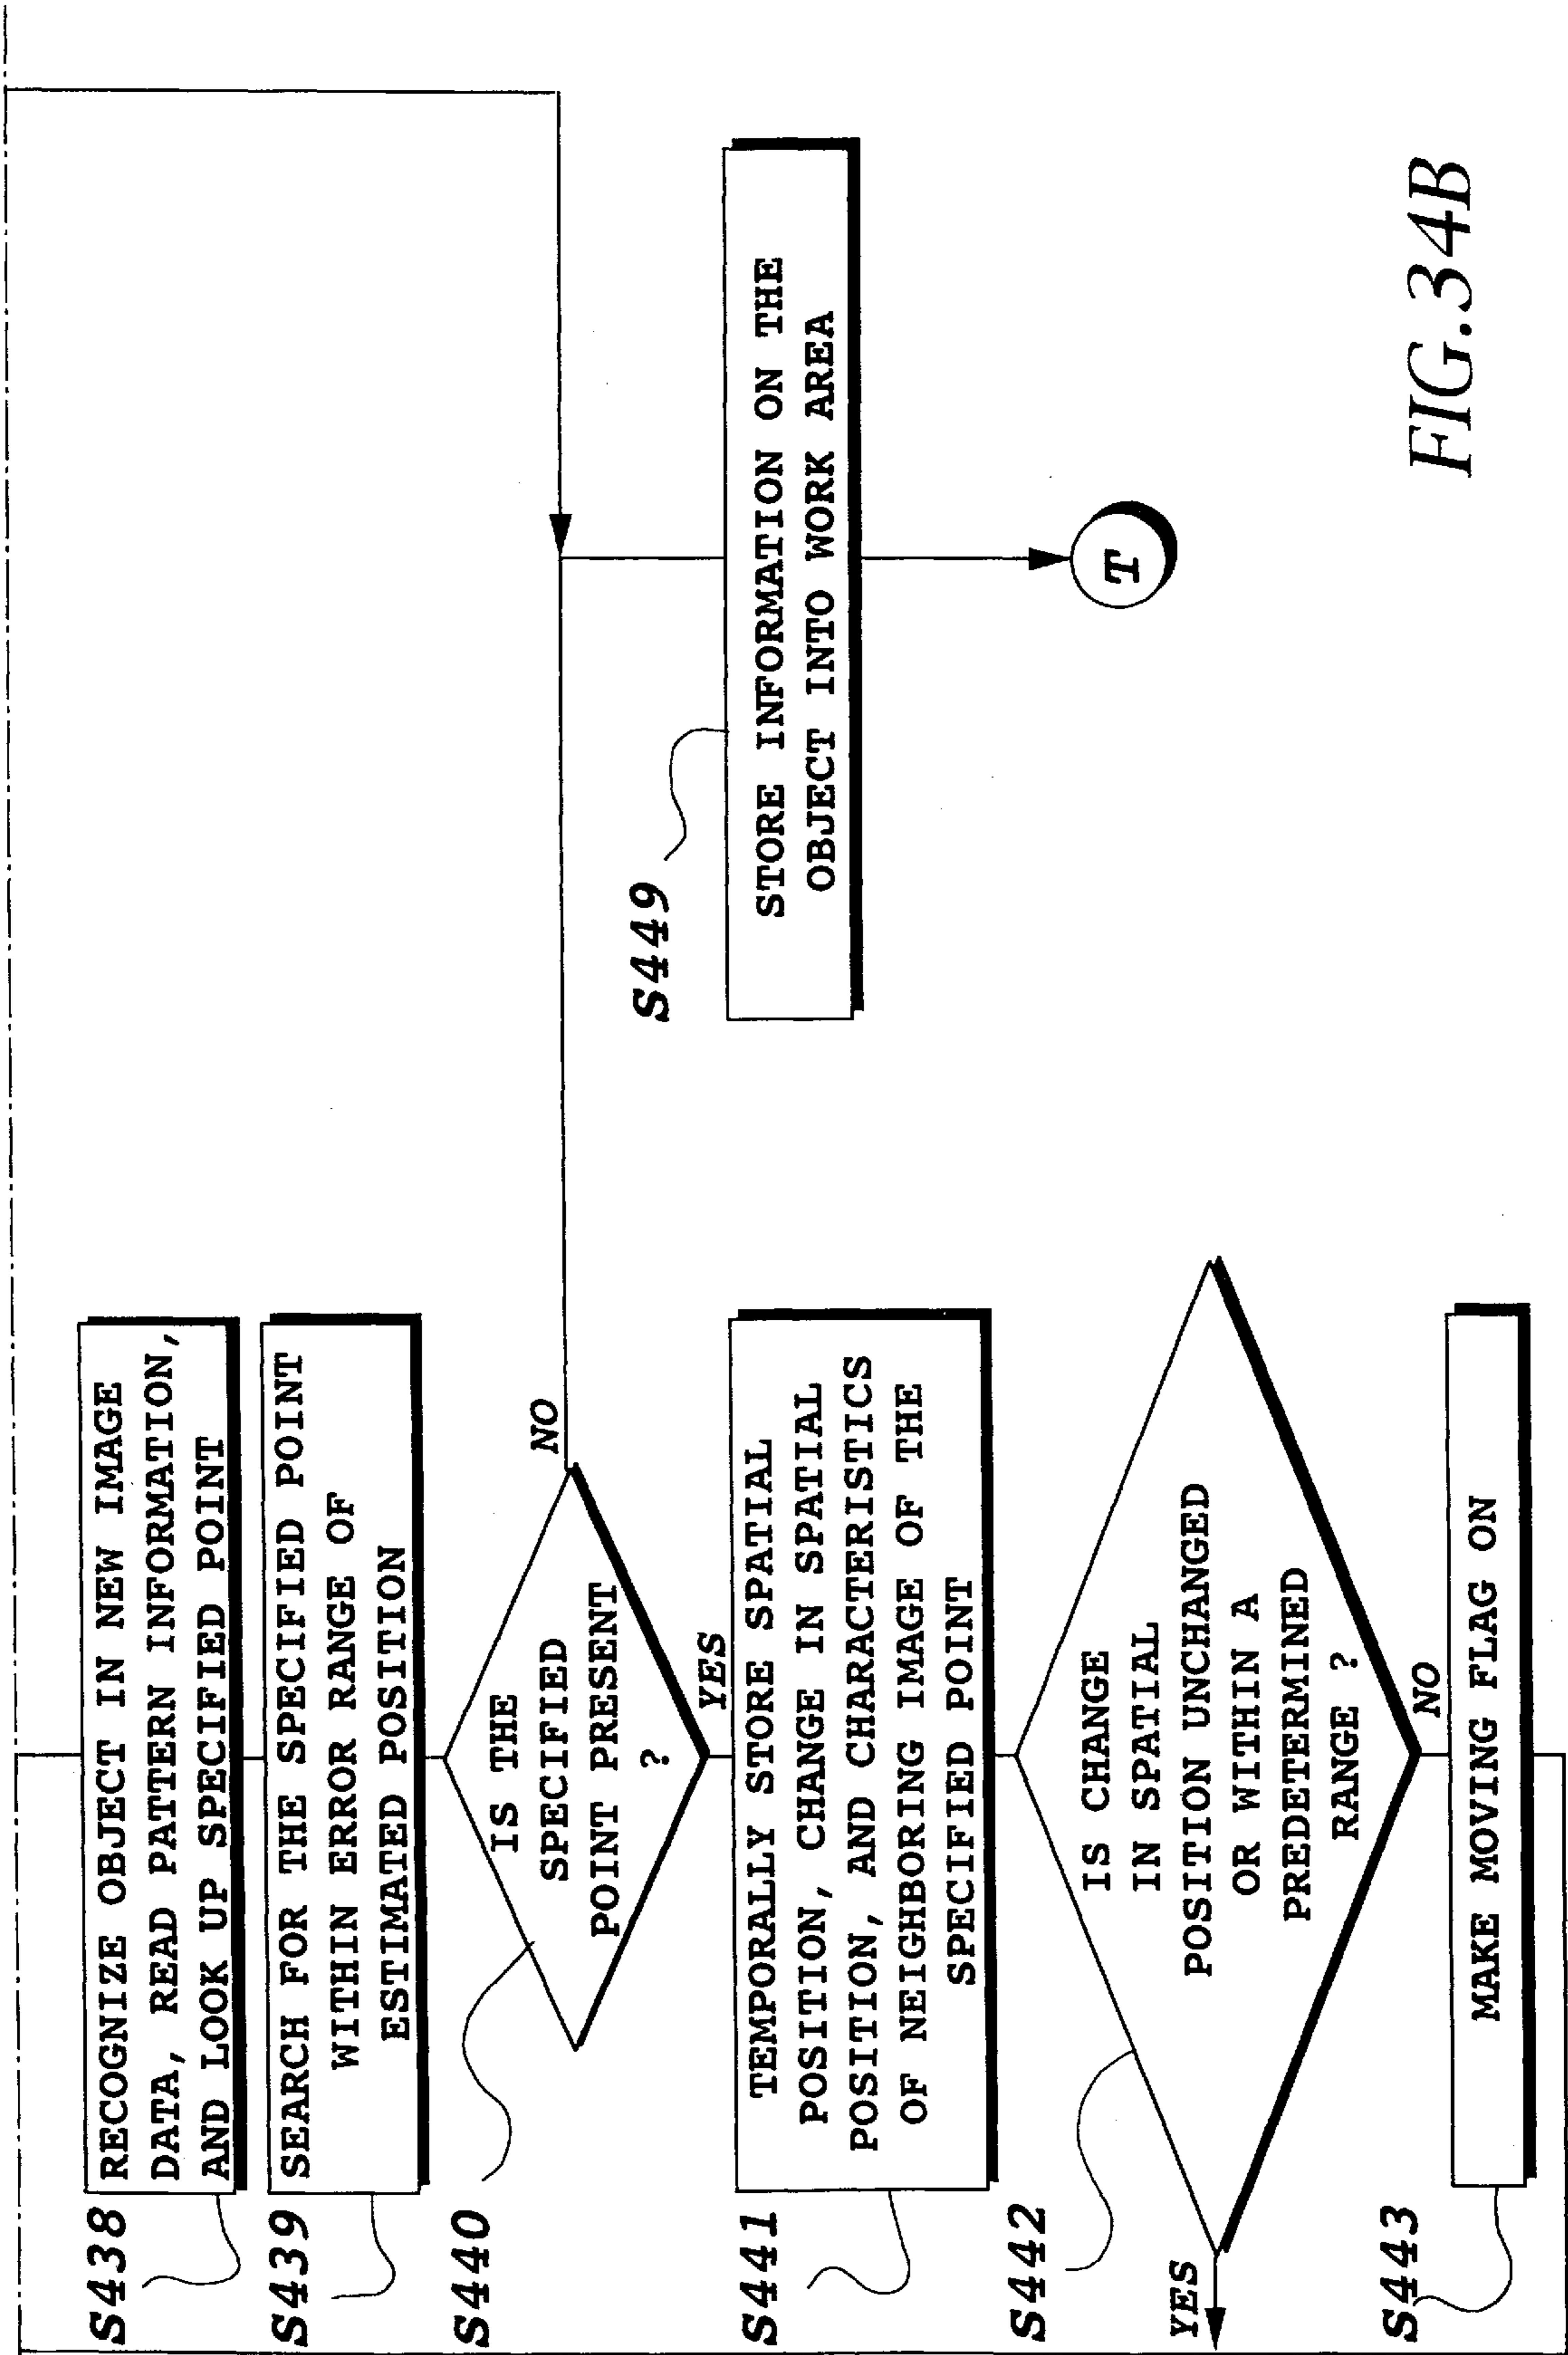 S438
RECOGNIZE OBJECT IN NEW IMAGE
DATA, READ PATTERN INFORMATION,
AND LOOK UP SPECIFIED POINT
S439
SEARCH FOR THE SPECIFIED POINT
WITHIN ERROR RANGE OF
ESTIMATED POSITION
S440
IS THE
SPECIFIED
POINT PRESENT
?
NO
YES
S441
TEMPORALLY STORE SPATIAL
POSITION, CHANGE IN SPATIAL
POSITION, AND CHARACTERISTICS
OF NEIGHBORING IMAGE OF THE
SPECIFIED POINT
S442
IS CHANGE
IN SPATIAL
POSITION UNCHANGED
OR WITHIN A
PREDETERMINED
RANGE ?
YES
NO
S443
MAKE MOVING FLAG ON
S449
STORE INFORMATION ON THE
OBJECT INTO WORK AREA
T
FIG.34B